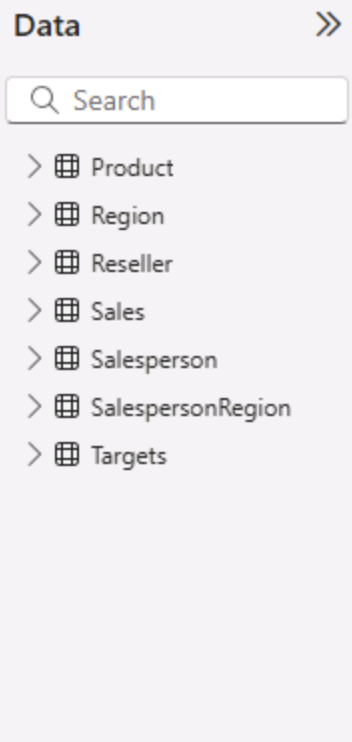 Data
Search
Product
Region
Reseller
Sales
Salesperson
SalespersonRegion
Targets